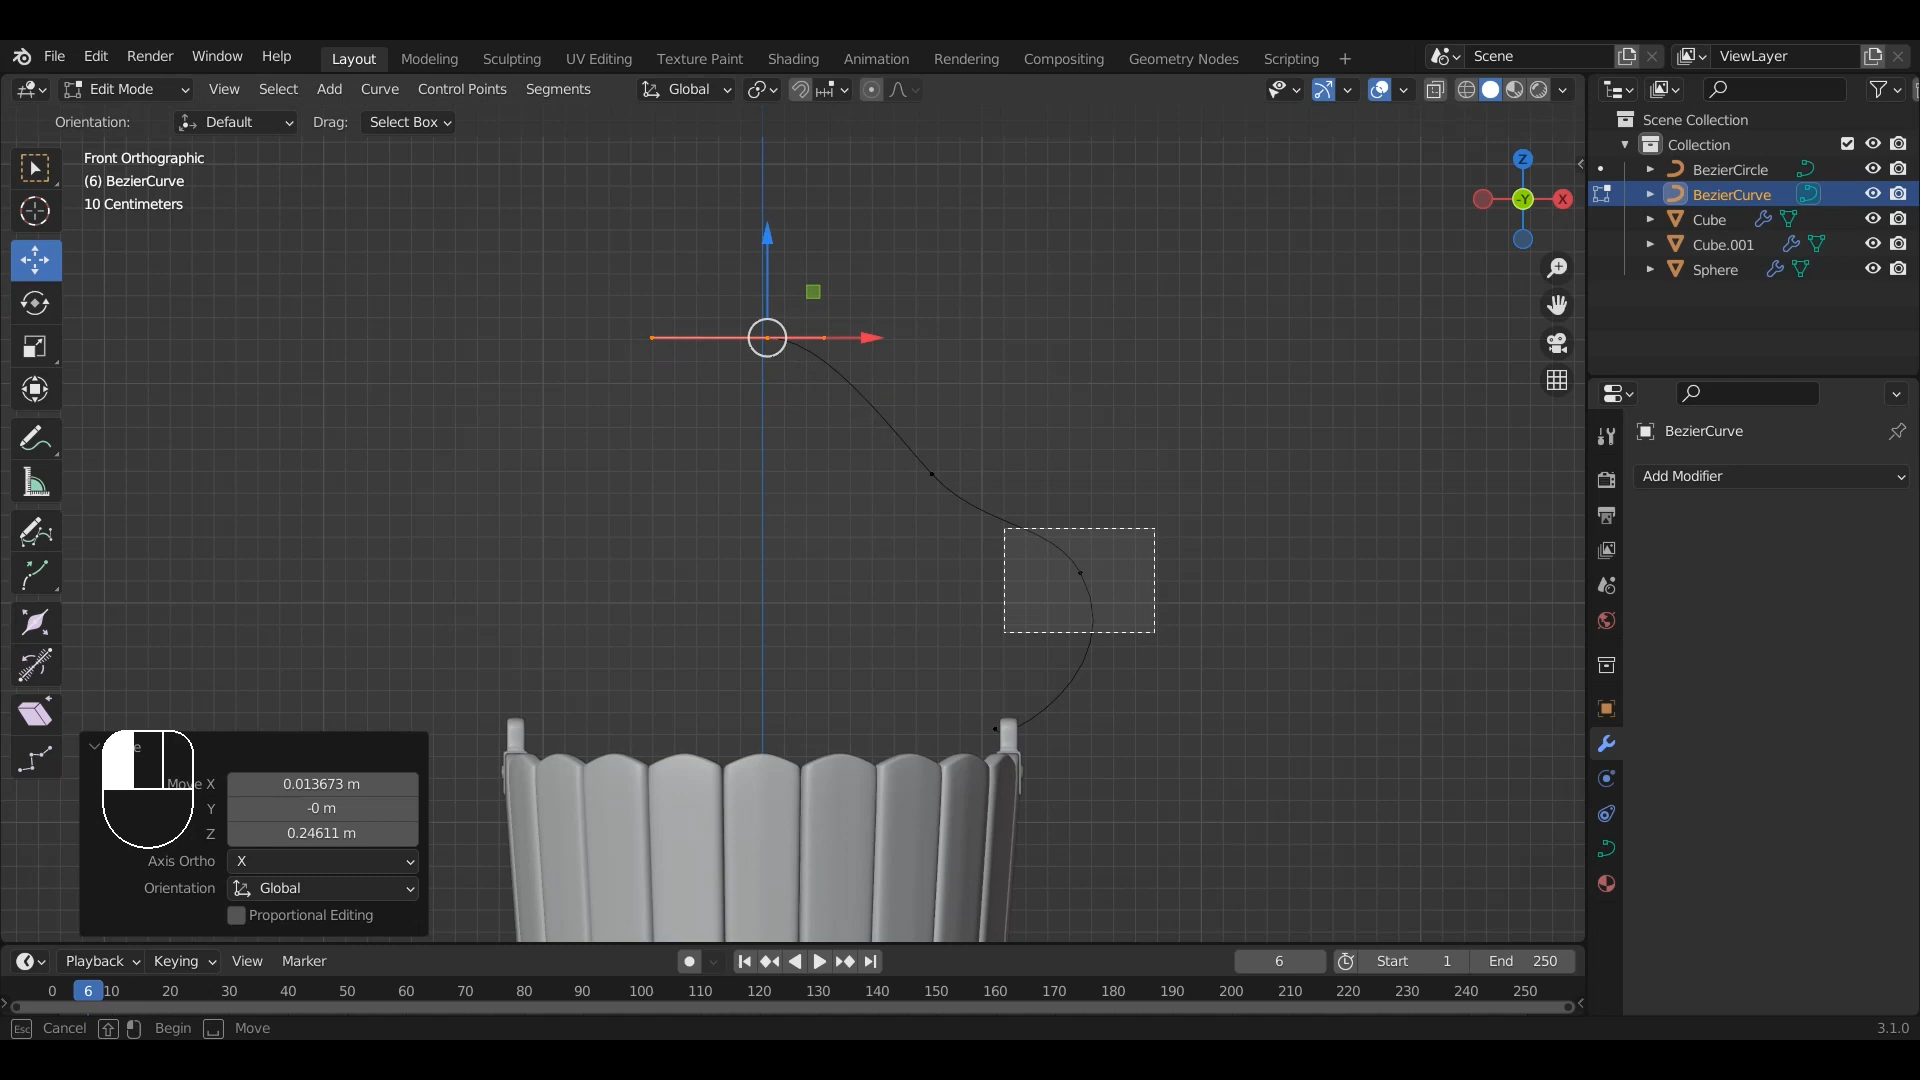 File Edit Render Window Help Layout Modeling Sculpting UV Editing Texture Paint Shading Animation Rendering Compositing Geometry Nodes Scripting + Scene ViewLayer
Edit Mode View Select Add Curve Control Points Segments Global
Orientation: Default Drag: Select Box
Front Orthographic
(6) BezierCurve
10 Centimeters
Z
-Y
X
Scene Collection
Collection
BezierCircle
BezierCurve
Cube
Cube.001
Sphere
BezierCurve
Add Modifier
Move X 0.013673 m
Y -0 m
Z 0.24611 m
Axis Ortho X
Orientation Global
Proportional Editing
Playback Keying View Marker 6 Start 1 End 250
0 6 10 20 30 40 50 60 70 80 90 100 110 120 130 140 150 160 170 180 190 200 210 220 230 240 250
Esc Cancel Begin Move 3.1.0